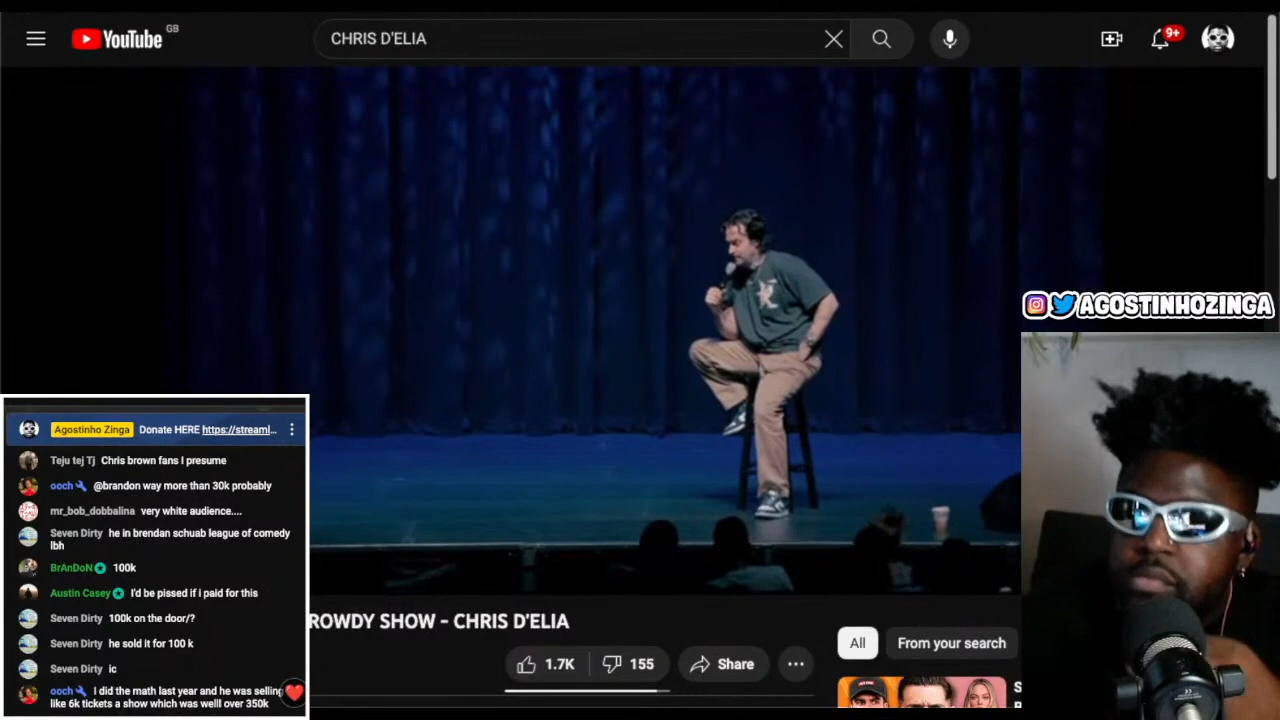 YouTube GB
CHRIS D'ELIA
9+
AGOSTINHOZINGA
Agostinho Zinga Donate HERE https://streaml...
Teju tej Tj Chris brown fans I presume
ooch @brandon way more than 30k probably
mr_bob_dobbalina very white audience....
Seven Dirty he in brendan schuab league of comedy
lbh
BrAnDoN 100k
Austin Casey I'd be pissed if i paid for this
Seven Dirty 100k on the door/?
Seven Dirty he sold it for 100 k
Seven Dirty ic
ooch I did the math last year and he was selling
like 6k tickets a show which was welll over 350k
ROWDY SHOW - CHRIS D'ELIA
1.7K 155 Share
All From your search